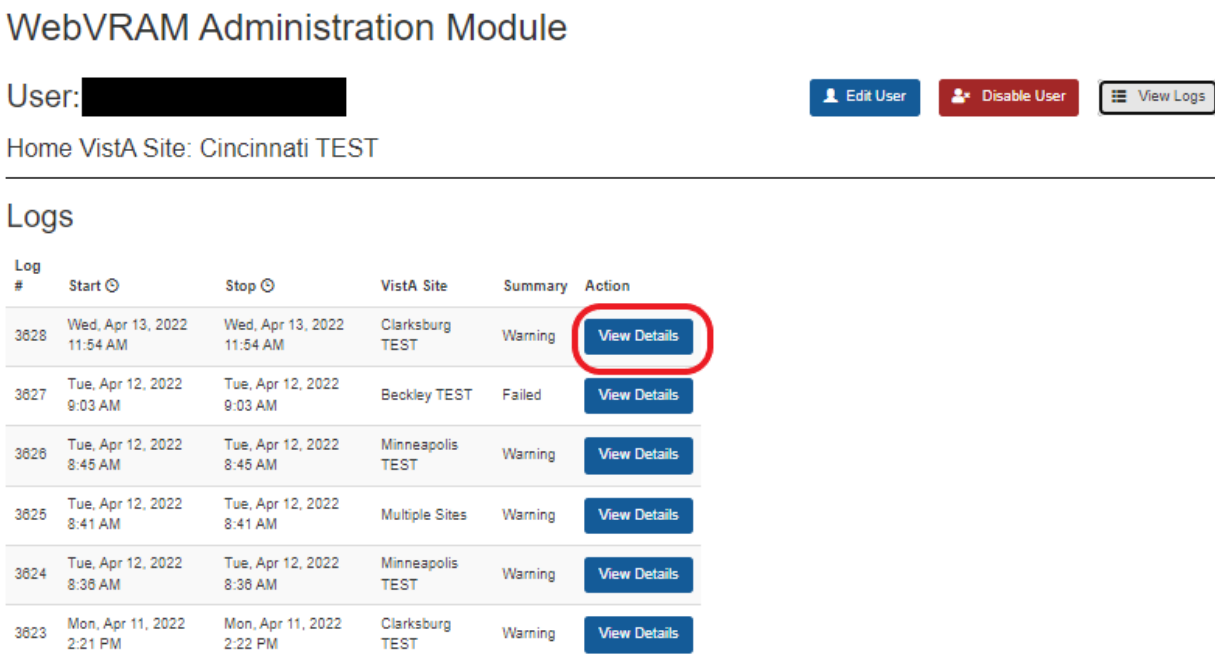 WebVRAM Administration Module
User:
Edit User
Disable User
View Logs
Home VistA Site: Cincinnati TEST
Logs
Log
# Start Stop VistA Site Summary Action
3628 Wed, Apr 13, 2022 11:54 AM Wed, Apr 13, 2022 11:54 AM Clarksburg TEST Warning View Details
3627 Tue, Apr 12, 2022 9:03 AM Tue, Apr 12, 2022 9:03 AM Beckley TEST Failed View Details
3626 Tue, Apr 12, 2022 8:45 AM Tue, Apr 12, 2022 8:45 AM Minneapolis TEST Warning View Details
3625 Tue, Apr 12, 2022 8:41 AM Tue, Apr 12, 2022 8:41 AM Multiple Sites Warning View Details
3624 Tue, Apr 12, 2022 8:36 AM Tue, Apr 12, 2022 8:36 AM Minneapolis TEST Warning View Details
3623 Mon, Apr 11, 2022 2:21 PM Mon, Apr 11, 2022 2:22 PM Clarksburg TEST Warning View Details